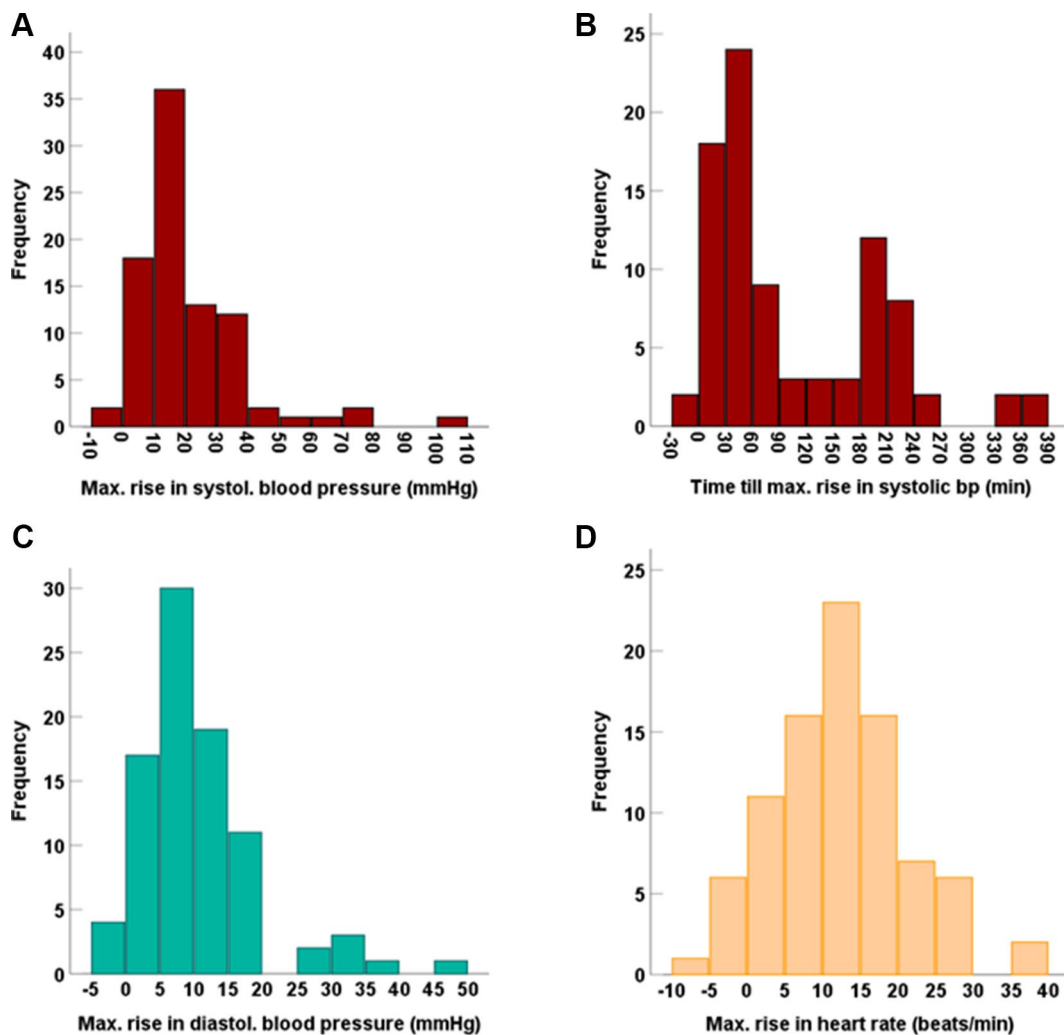 A
40
35
30
25
20
15
10
5
0
Frequency
-10 0 10 20 30 40 50 60 70 80 90 100 110
Max. rise in systol. blood pressure (mmHg)
B
25
20
15
10
5
0
Frequency
-30 0 30 60 90 120 150 180 210 240 270 300 330 360 390
Time till max. rise in systolic bp (min)
C
30
25
20
15
10
5
0
Frequency
-5 0 5 10 15 20 25 30 35 40 45 50
Max. rise in diastol. blood pressure (mmHg)
D
25
20
15
10
5
0
Frequency
-10 -5 0 5 10 15 20 25 30 35 40
Max. rise in heart rate (beats/min)